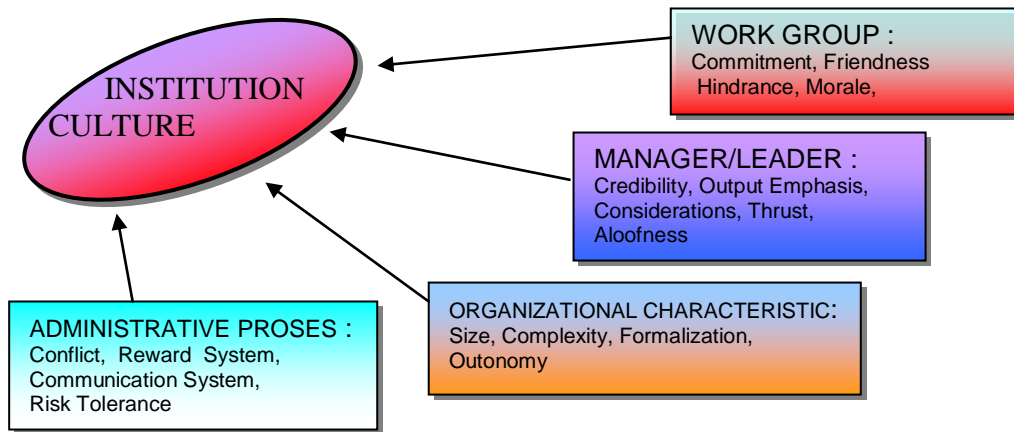 INSTITUTION
CULTURE
WORK GROUP :
Commitment, Friendness
Hindrance, Morale,
MANAGER/LEADER :
Credibility, Output Emphasis,
Considerations, Thrust,
Aloofness
ORGANIZATIONAL CHARACTERISTIC:
Size, Complexity, Formalization,
Outonomy
ADMINISTRATIVE PROSES :
Conflict, Reward System,
Communication System,
Risk Tolerance